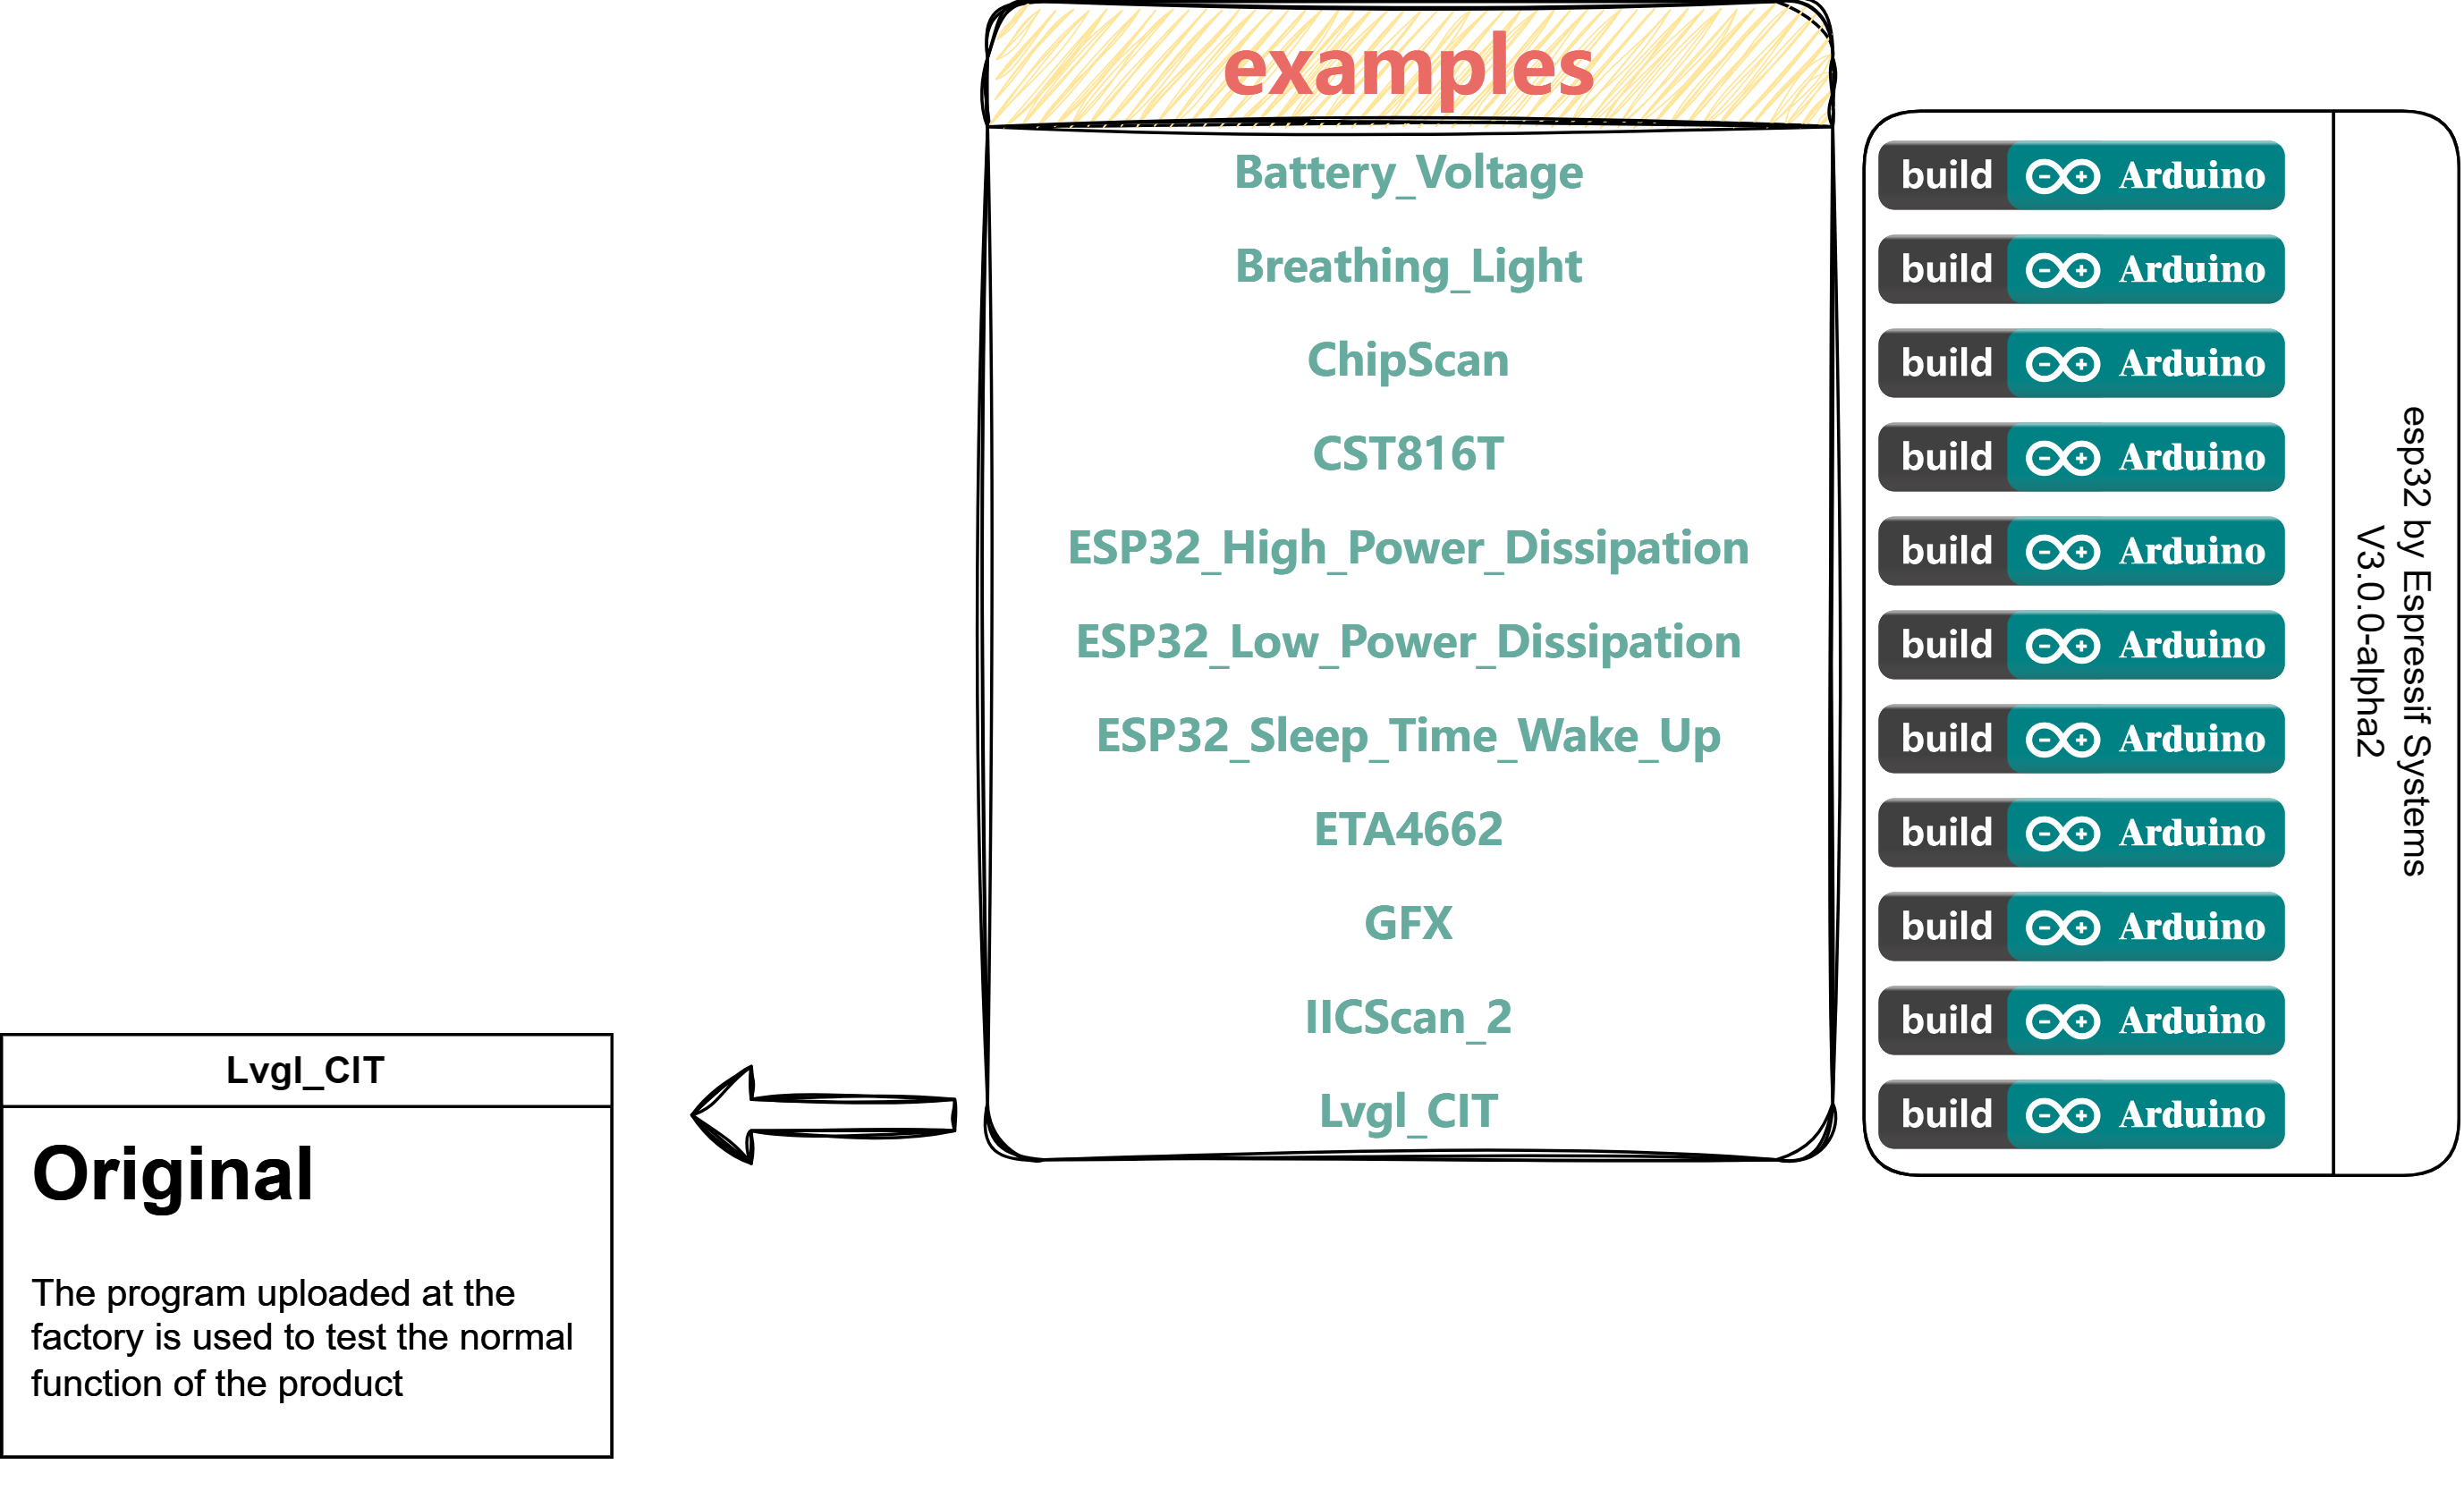 examples
Battery_Voltage
build Arduino
Breathing_Light
build Arduino
ChipScan
build Arduino
CST816T
build Arduino
ESP32_High_Power_Dissipation
build Arduino
ESP32_Low_Power_Dissipation
build Arduino
ESP32_Sleep_Time_Wake_Up
build Arduino
ETA4662
build Arduino
GFX
build Arduino
IICScan_2
build Arduino
Lvgl_CIT
build Arduino
esp32 by Espressif Systems
V3.0.0-alpha2
Lvgl_CIT
Original
The program uploaded at the
factory is used to test the normal
function of the product